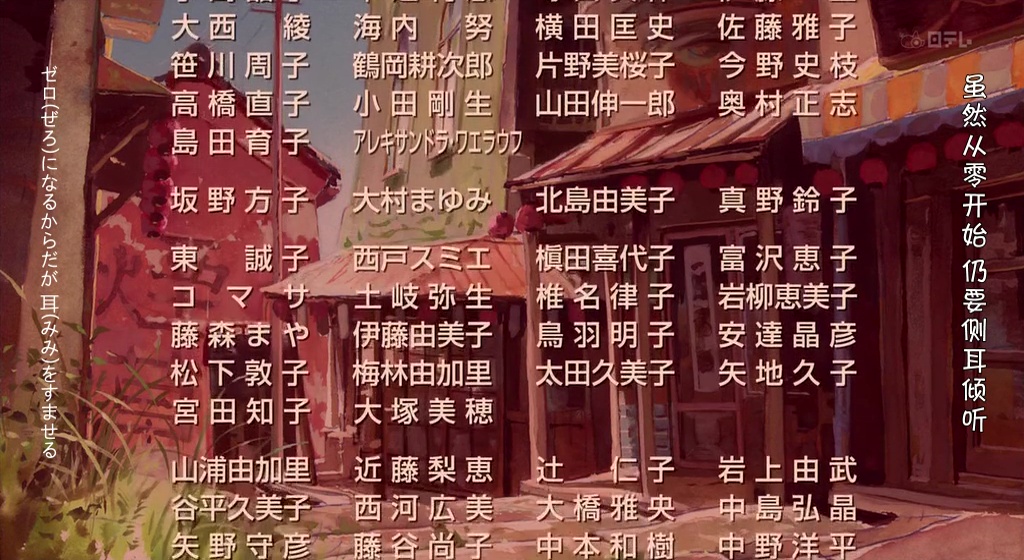 日テレ
大西 綾 海内 努 横田匡史 佐藤雅子
笹川周子 鶴岡耕次郎 片野美桜子 今野史枝
高橋直子 小田剛生 山田伸一郎 奥村正志
島田育子 アレキサンドラ・ワエラウフ
坂野方子 大村まゆみ 北島由美子 真野鈴子
東 誠子 西戸スミエ 槙田喜代子 富沢恵子
コマサ 土岐弥生 椎名律子 岩柳恵美子
藤森まや 伊藤由美子 鳥羽明子 安達晶彦
松下敦子 梅林由加里 太田久美子 矢地久子
宮田知子 大塚美穂
山浦由加里 近藤梨恵 辻 仁子 岩上由武
谷平久美子 西河広美 大橋雅央 中島弘晶
矢野守彦 藤谷尚子 中本和樹 中野洋平
ゼロ(ぜろ)になるからだが 耳(みみ)をすませる
虽然从零开始 仍要侧耳倾听